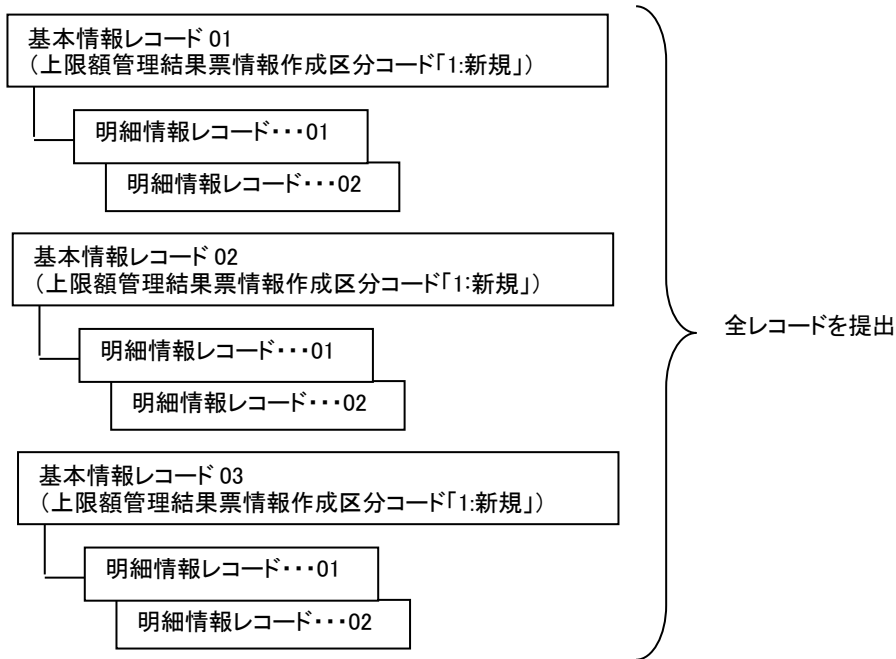 基本情報レコード 01
（上限額管理結果票情報作成区分コード「1:新規」）
明細情報レコード・・・01
明細情報レコード・・・02
基本情報レコード 02
（上限額管理結果票情報作成区分コード「1:新規」）
明細情報レコード・・・01
明細情報レコード・・・02
基本情報レコード 03
（上限額管理結果票情報作成区分コード「1:新規」）
明細情報レコード・・・01
明細情報レコード・・・02
全レコードを提出